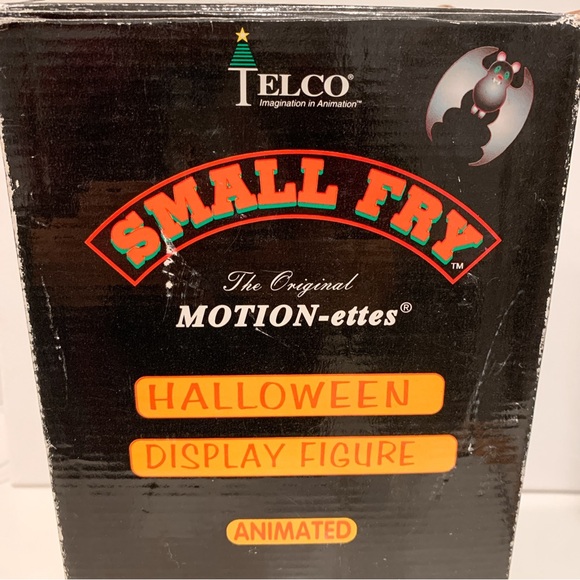 TELCO®
Imagination in Animation™
SMALL FRY™
The Original
MOTION-ettes®
HALLOWEEN
DISPLAY FIGURE
ANIMATED